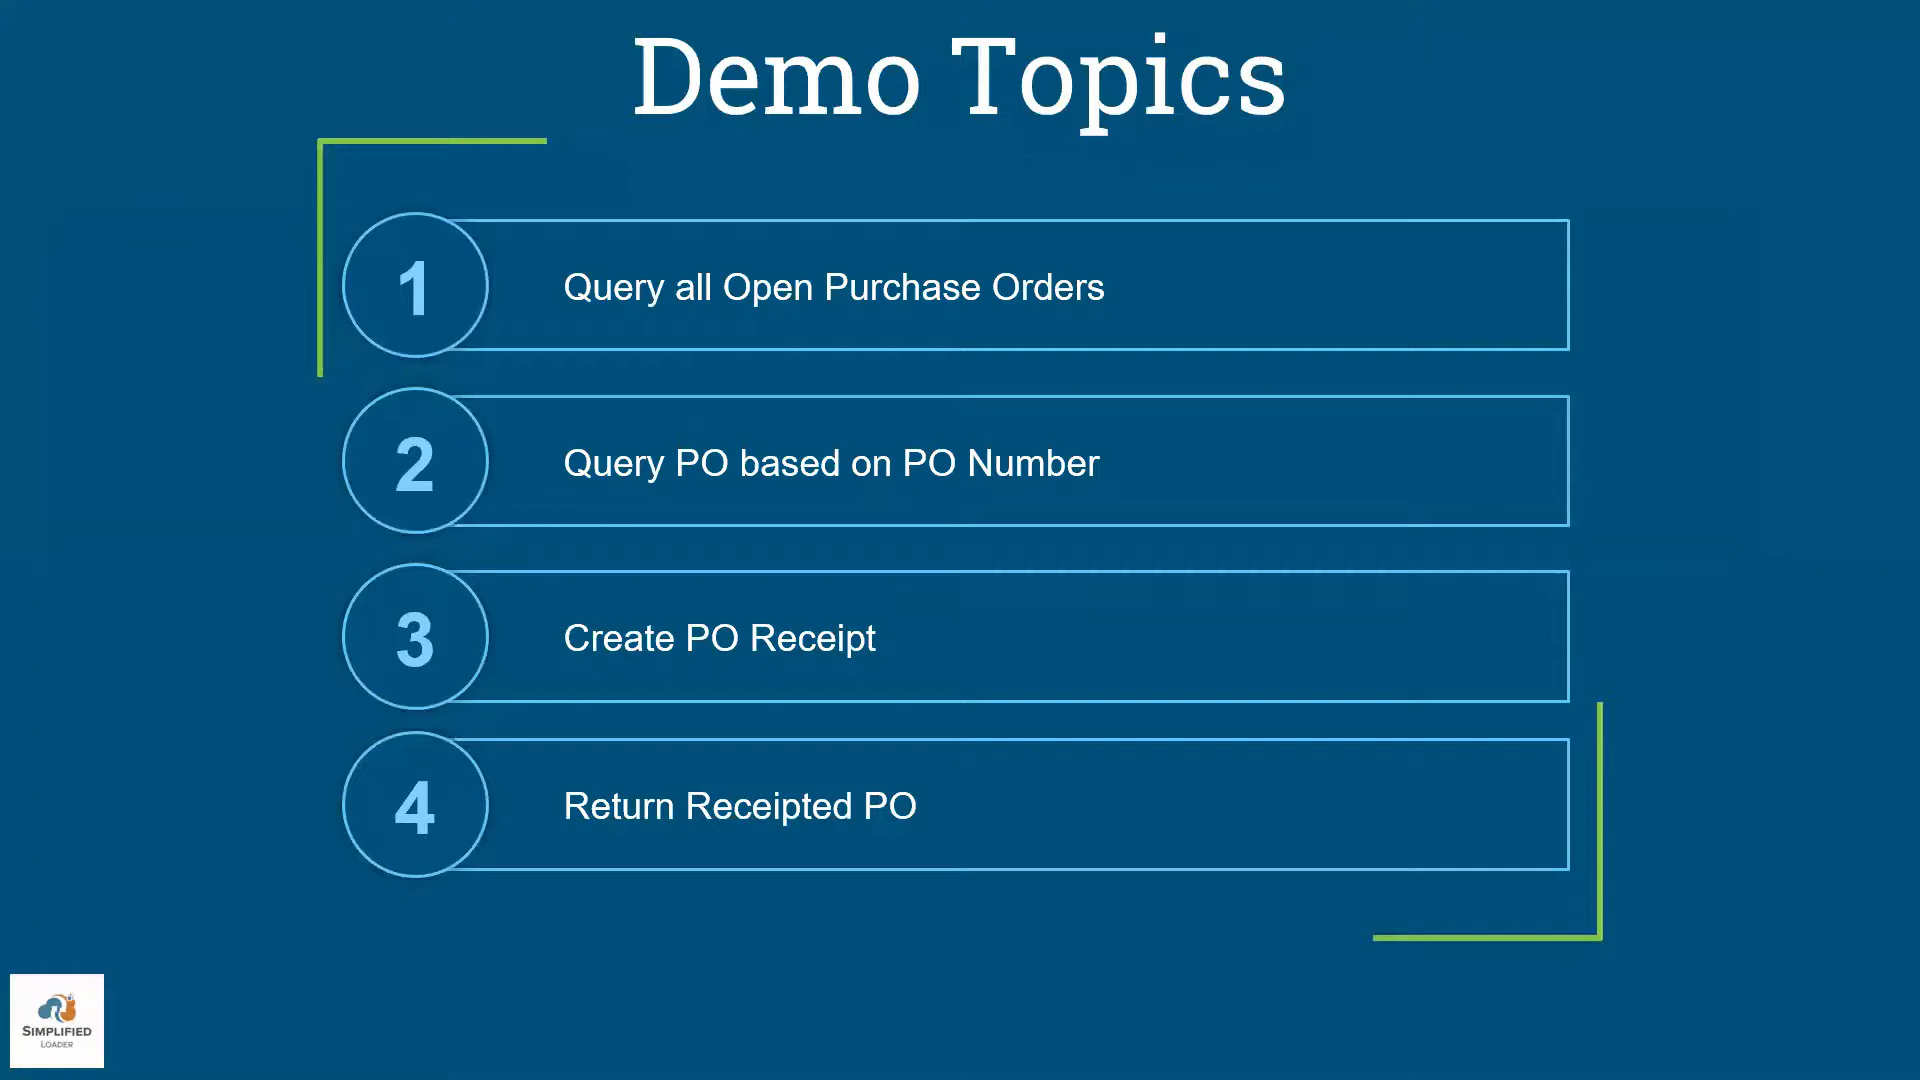 Demo Topics
1
Query all Open Purchase Orders
2
Query PO based on PO Number
3
Create PO Receipt
4
Return Receipted PO
SIMPLIFIED
LOADER